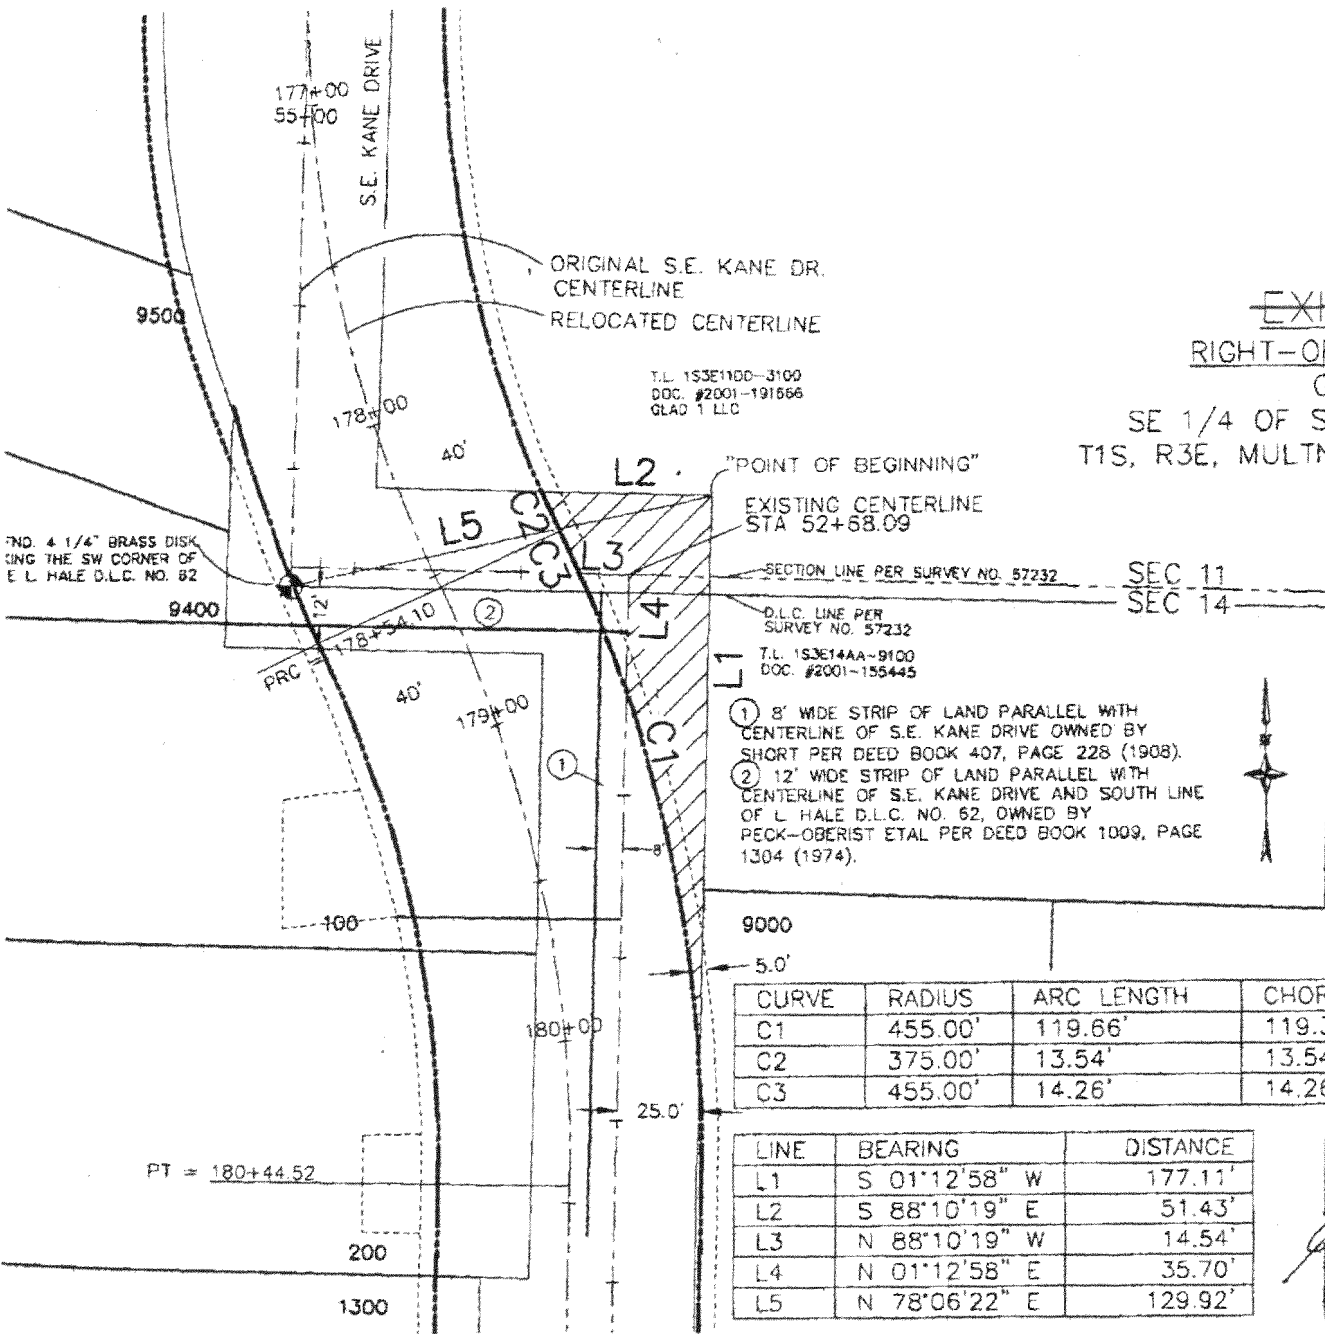 177+00
55+00
S.E. KANE DRIVE
ORIGINAL S.E. KANE DR.
CENTERLINE
RELOCATED CENTERLINE
9500
T.L. 1S3E11DD-3100
DOC. #2001-191666
GLAD 1 LLC
RIGHT-O
SE 1/4 OF S
T1S, R3E, MULTN
178+00
40'
L2
"POINT OF BEGINNING"
EXISTING CENTERLINE
STA 52+68.09
L5
C2
C3
L3
FND. 4 1/4" BRASS DISK
KING THE SW CORNER OF
E L. HALE D.L.C. NO. 62
SECTION LINE PER SURVEY NO. 57232
SEC 11
SEC 14
9400
12'
2
178+54.10
PRC
L4
D.L.C. LINE PER
SURVEY NO. 57232
T.L. 1S3E14AA-9100
DOC. #2001-155445
L1
40'
179+00
C1
1
8'
1 8' WIDE STRIP OF LAND PARALLEL WITH
CENTERLINE OF S.E. KANE DRIVE OWNED BY
SHORT PER DEED BOOK 407, PAGE 228 (1908).
2 12' WIDE STRIP OF LAND PARALLEL WITH
CENTERLINE OF S.E. KANE DRIVE AND SOUTH LINE
OF L HALE D.L.C. NO. 62, OWNED BY
PECK-OBERIST ETAL PER DEED BOOK 1009, PAGE
1304 (1974).
N
100
9000
5.0'
180+00
25.0'
CURVE RADIUS ARC LENGTH CHOR
C1 455.00' 119.66' 119.3
C2 375.00' 13.54' 13.54
C3 455.00' 14.26' 14.26
PT = 180+44.52
200
1300
LINE BEARING DISTANCE
L1 S 01°12'58" W 177.11'
L2 S 88°10'19" E 51.43'
L3 N 88°10'19" W 14.54'
L4 N 01°12'58" E 35.70'
L5 N 78°06'22" E 129.92'